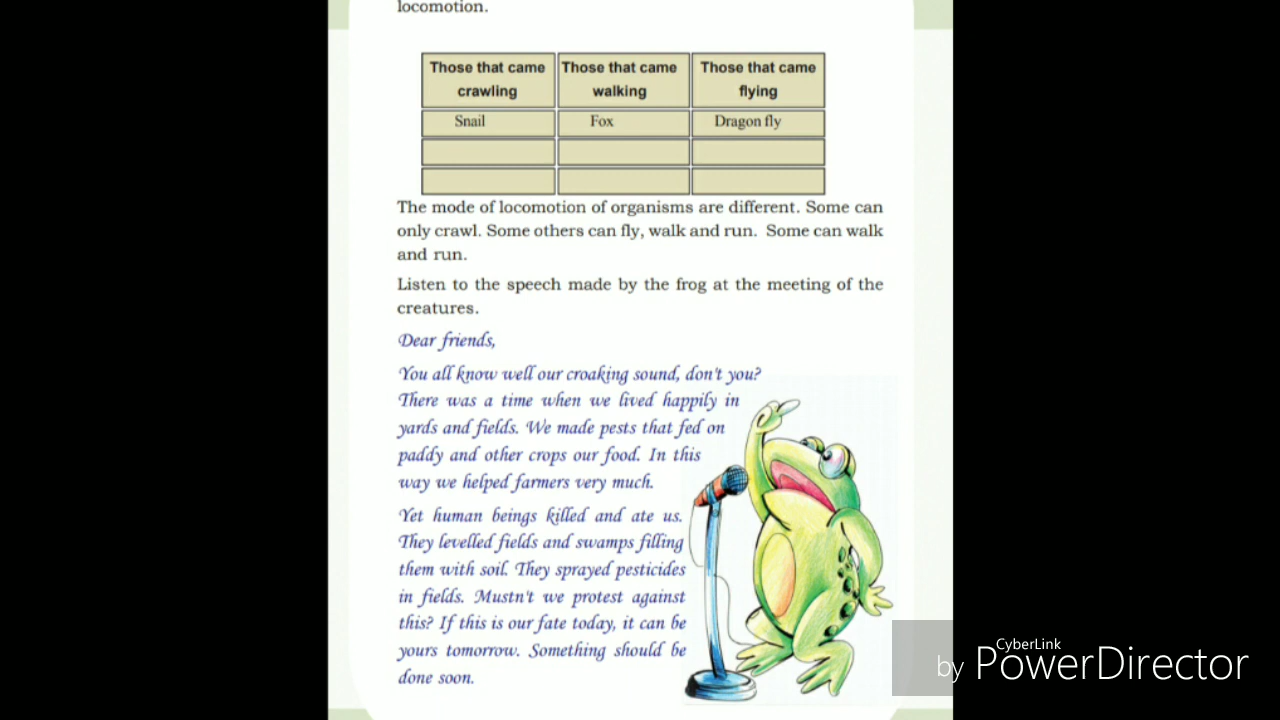 locomotion.
Those that came crawling
Those that came walking
Those that came flying
Snail
Fox
Dragon fly
The mode of locomotion of organisms are different. Some can
only crawl. Some others can fly, walk and run. Some can walk
and run.
Listen to the speech made by the frog at the meeting of the
creatures.
Dear friends,
You all know well our croaking sound, don't you?
There was a time when we lived happily in
yards and fields. We made pests that fed on
paddy and other crops our food. In this
way we helped farmers very much.
Yet human beings killed and ate us.
They levelled fields and swamps filling
them with soil. They sprayed pesticides
in fields. Mustn't we protest against
this? If this is our fate today, it can be
yours tomorrow. Something should be
done soon.
CyberLink
by PowerDirector